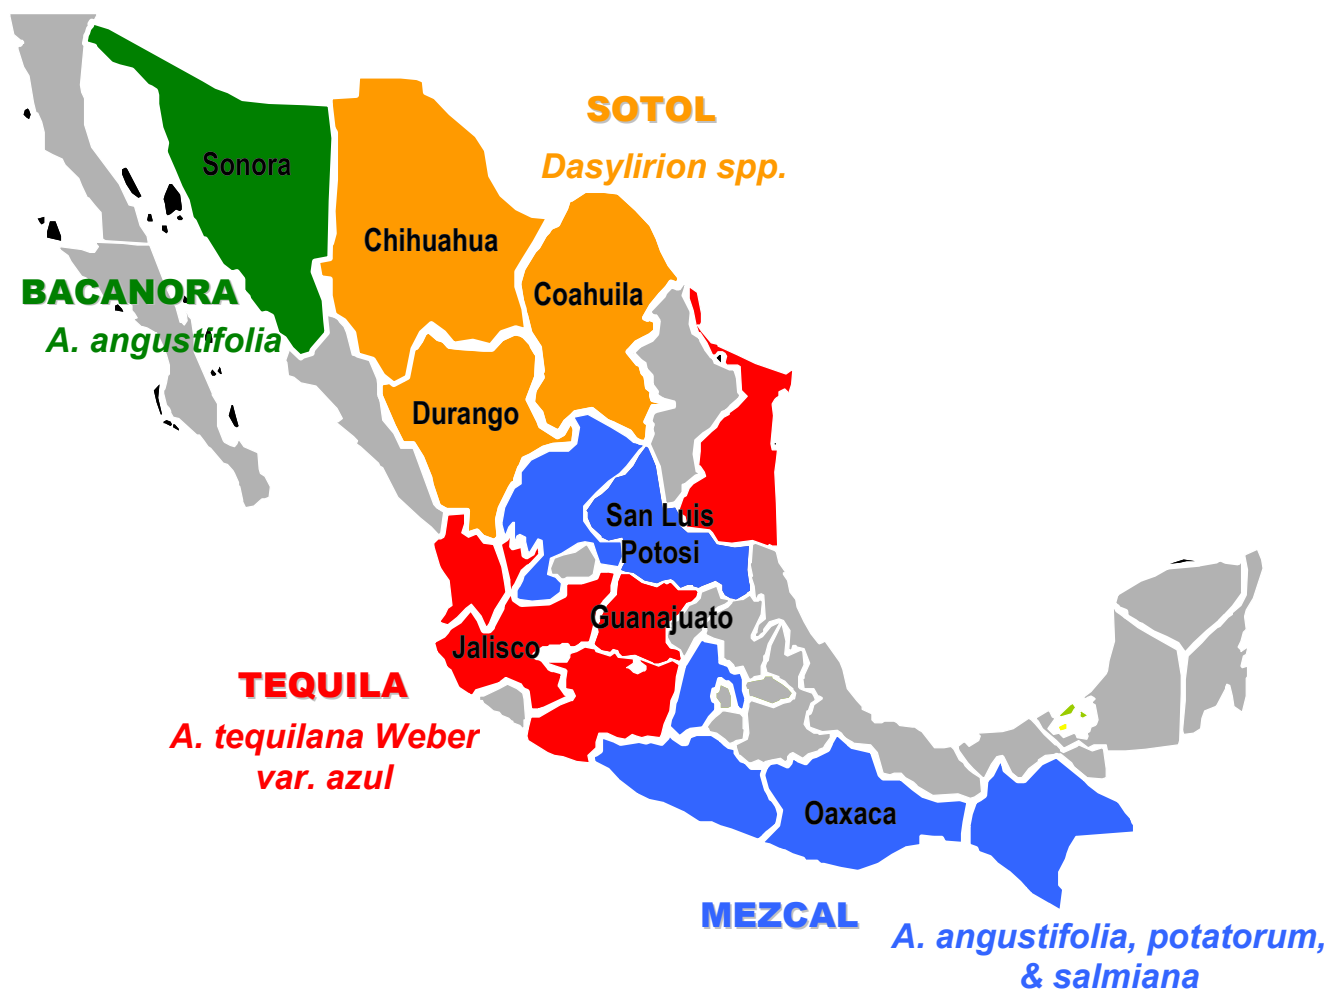 SOTOL
Dasylirion spp.
Sonora
Chihuahua
Coahuila
BACANORA
A. angustifolia
Durango
San Luis
Potosi
Guanajuato
Jalisco
TEQUILA
A. tequilana Weber
var. azul
Oaxaca
MEZCAL
A. angustifolia, potatorum,
& salmiana